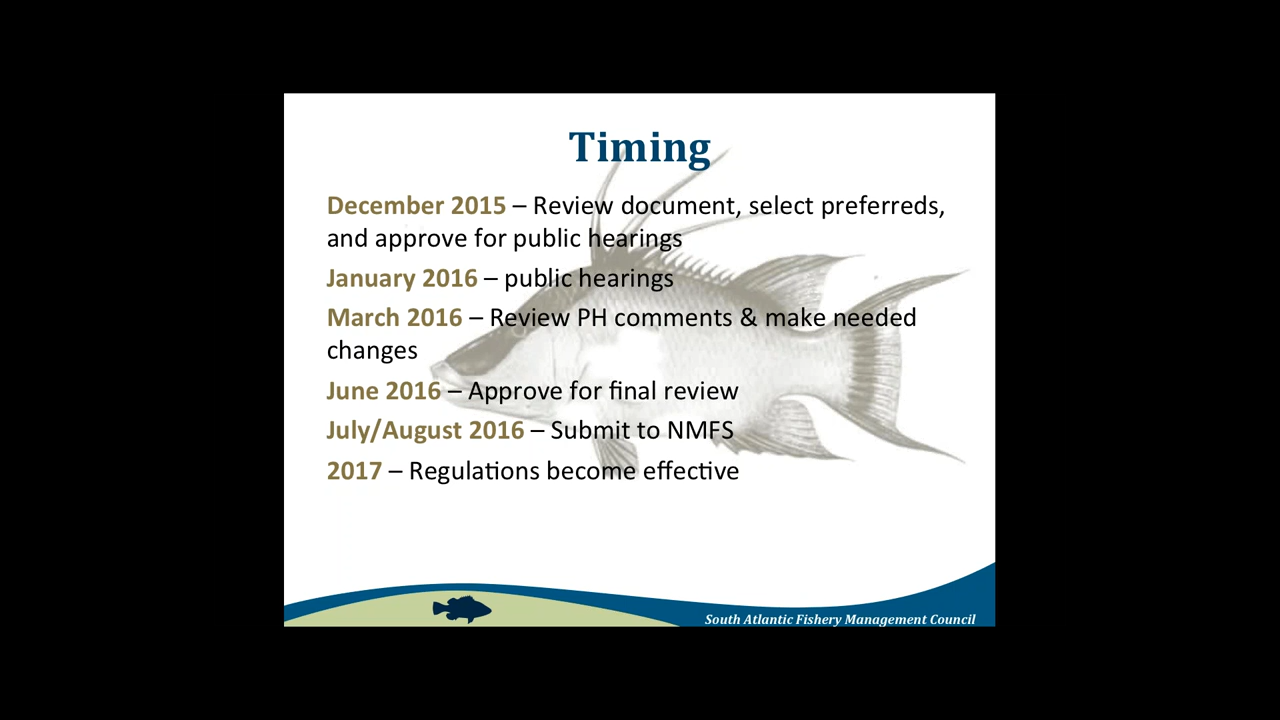 Timing
December 2015 – Review document, select preferreds,
and approve for public hearings
January 2016 – public hearings
March 2016 – Review PH comments & make needed
changes
June 2016 – Approve for final review
July/August 2016 – Submit to NMFS
2017 – Regulations become effective
South Atlantic Fishery Management Council